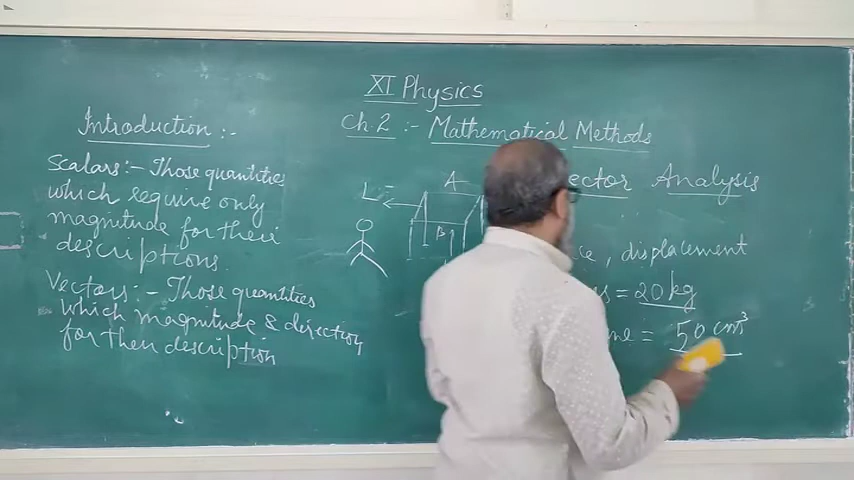 XI Physics
Ch.2 :- Mathematical Methods
Introduction :-
Scalars:- Those quantities
which require only
magnitude for their
descriptions.
Vectors:- Those quantities
which magnitude & direction
for their description
L
A
B
Analysis
, displacement
= 20 kg
= 50 cm³